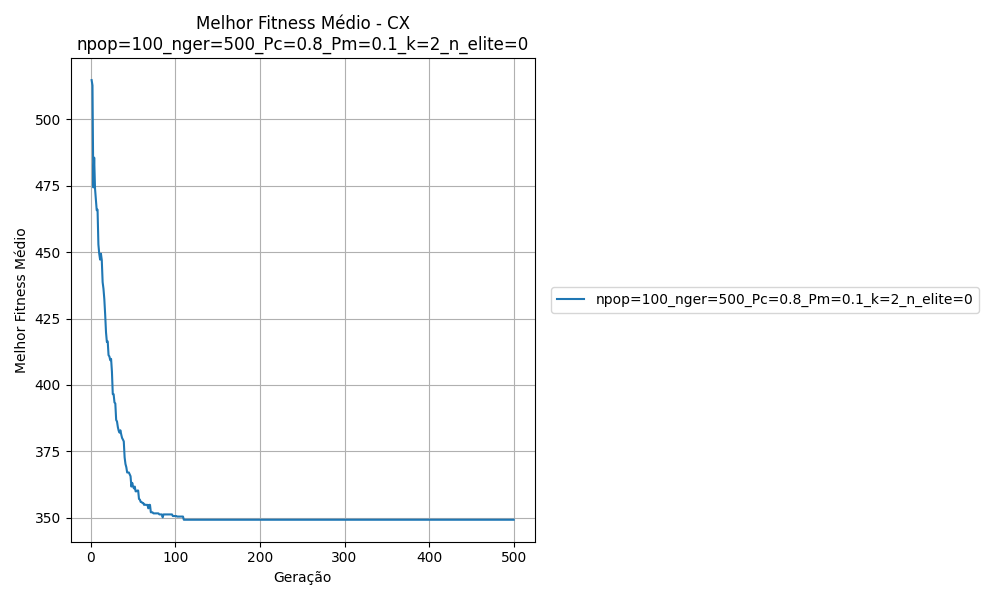 Melhor Fitness Médio - CX
npop=100_nger=500_Pc=0.8_Pm=0.1_k=2_n_elite=0
Melhor Fitness Médio
500
475
450
425
400
375
350
0 100 200 300 400 500
Geração
npop=100_nger=500_Pc=0.8_Pm=0.1_k=2_n_elite=0